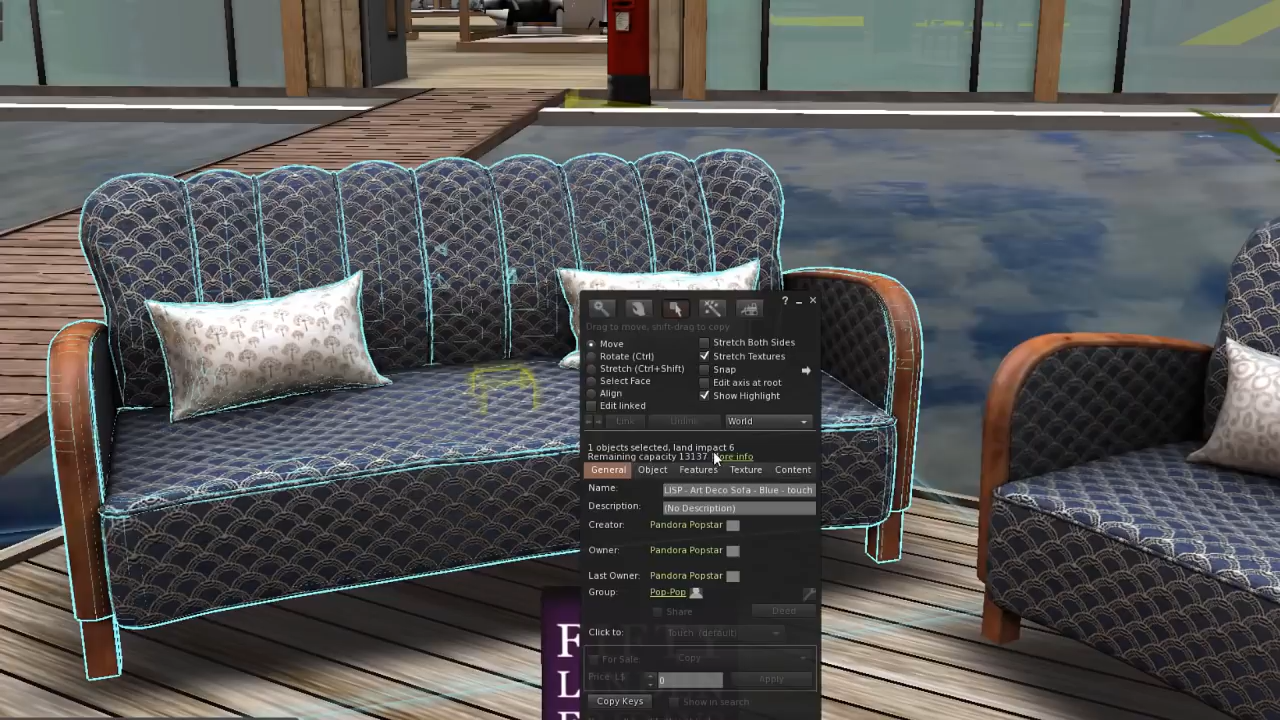 ?
Drag to move, shift-drag to copy
Move
Rotate (Ctrl)
Stretch (Ctrl+Shift)
Select Face
Align
Edit linked
Stretch Both Sides
Stretch Textures
Snap
Edit axis at root
Show Highlight
Link Unlink World
1 objects selected, land impact 6
Remaining capacity 13137 ore info
General Object Features Texture Content
Name: LISP - Art Deco Sofa - Blue - touch
Description: (No Description)
Creator: Pandora Popstar
Owner: Pandora Popstar
Last Owner: Pandora Popstar
Group: Pop-Pop
Share Deed
Click to: Touch (default)
For Sale: Copy
Price: L$ 0 Apply
Copy Keys Show in search
F
L